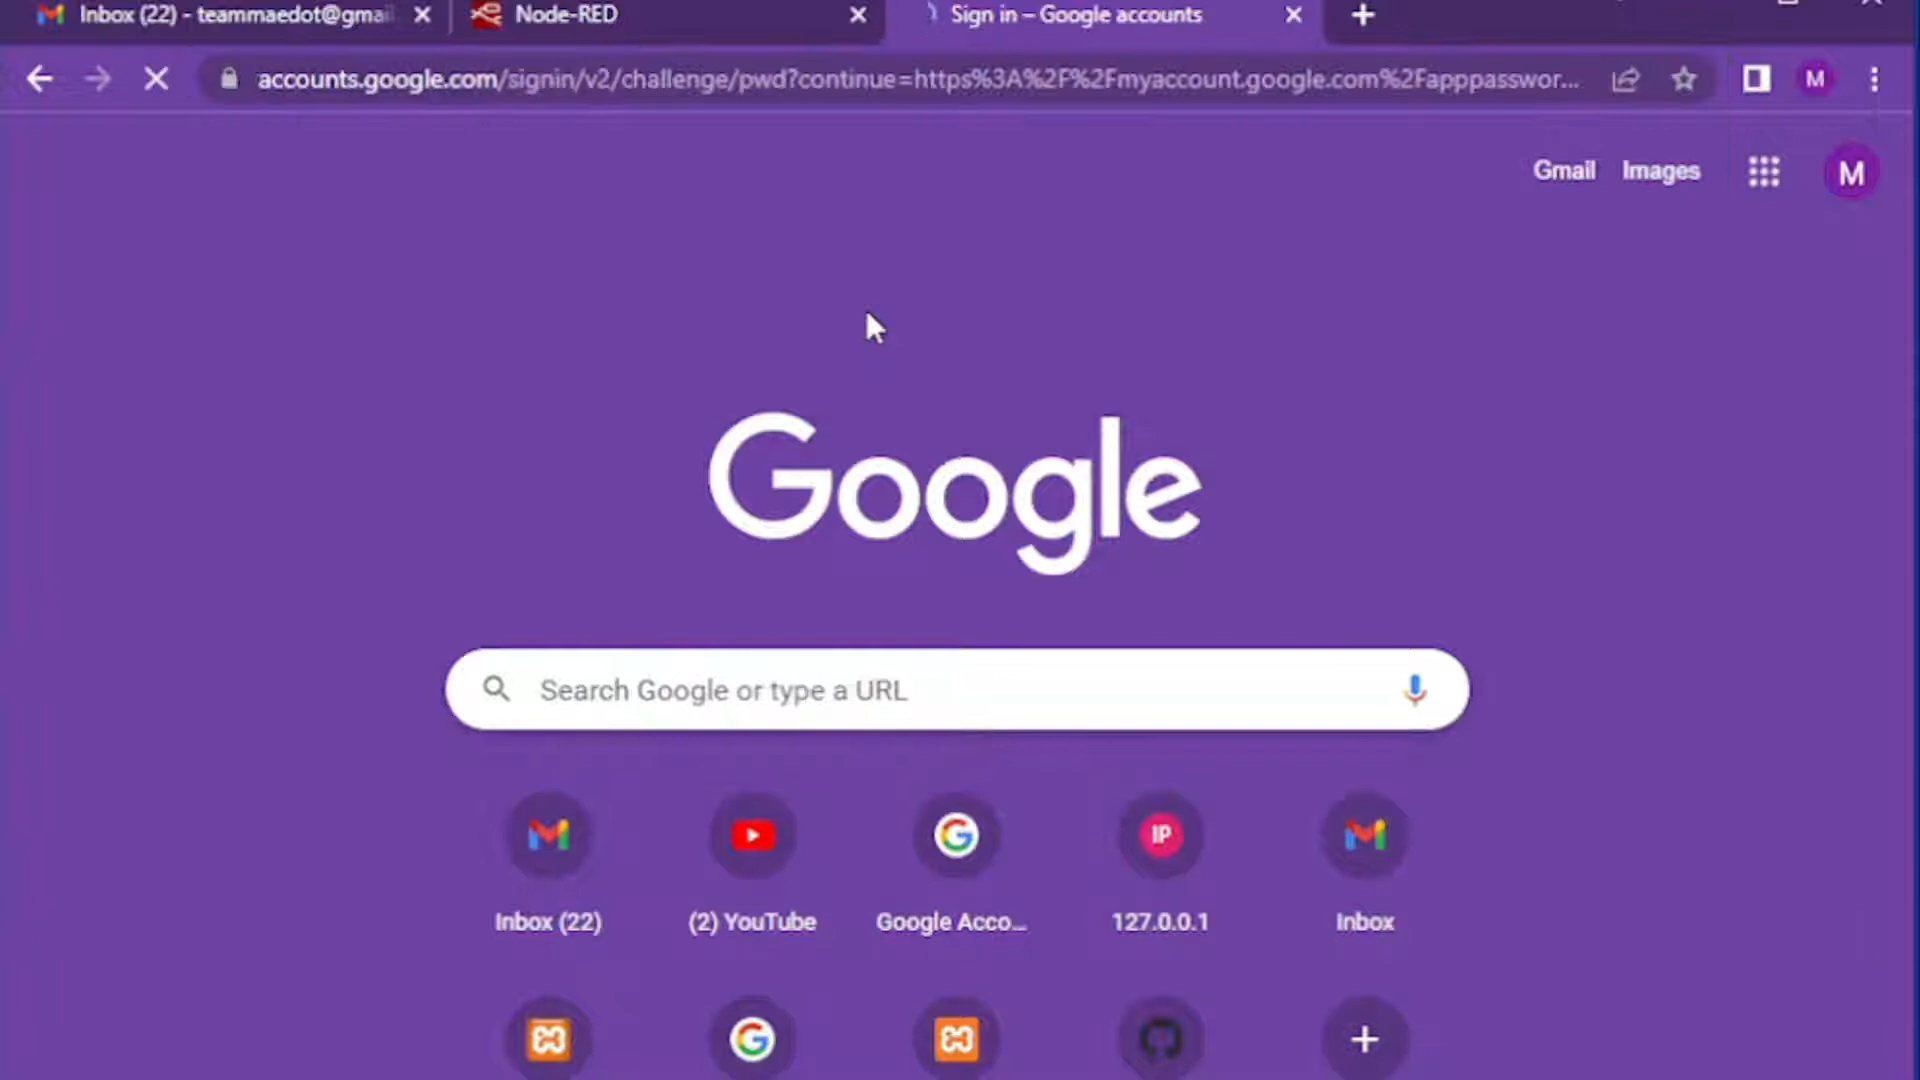 Inbox (22) - teammaedot@gmai
Node-RED
Sign in – Google accounts
accounts.google.com/signin/v2/challenge/pwd?continue=https%3A%2F%2Fmyaccount.google.com%2Fapppasswor...
M
Gmail
Images
M
Google
Search Google or type a URL
IP
Inbox (22)
(2) YouTube
Google Acco...
127.0.0.1
Inbox